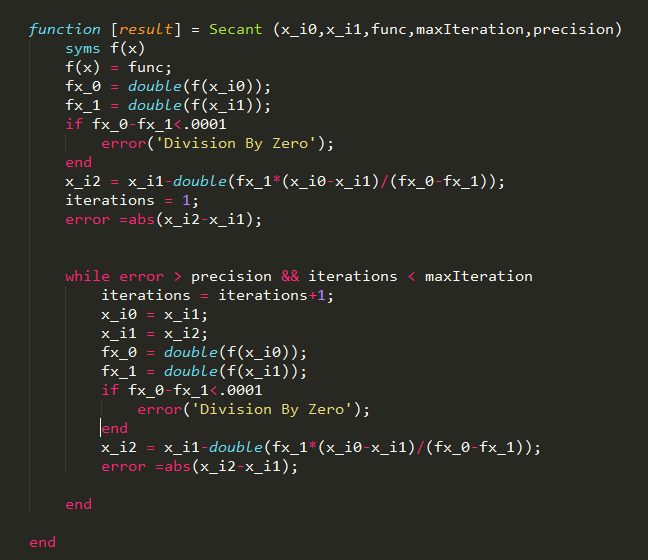 function [result] = Secant (x_i0,x_i1,func,maxIteration,precision)
    syms f(x)
    f(x) = func;
    fx_0 = double(f(x_i0));
    fx_1 = double(f(x_i1));
    if fx_0-fx_1<.0001
        error('Division By Zero');
    end
    x_i2 = x_i1-double(fx_1*(x_i0-x_i1)/(fx_0-fx_1));
    iterations = 1;
    error =abs(x_i2-x_i1);
    while error > precision && iterations < maxIteration
        iterations = iterations+1;
        x_i0 = x_i1;
        x_i1 = x_i2;
        fx_0 = double(f(x_i0));
        fx_1 = double(f(x_i1));
        if fx_0-fx_1<.0001
            error('Division By Zero');
        end
        x_i2 = x_i1-double(fx_1*(x_i0-x_i1)/(fx_0-fx_1));
        error =abs(x_i2-x_i1);
    end
end